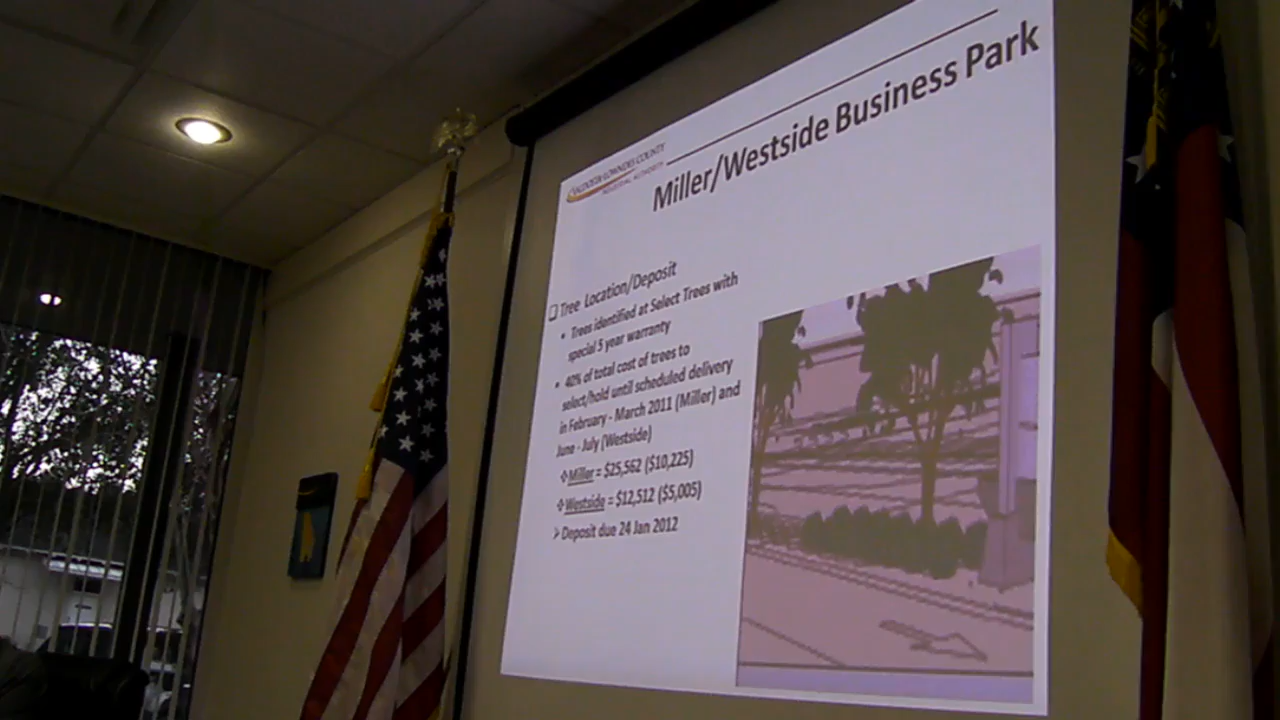 VALDOSTA-LOWNDES COUNTY
INDUSTRIAL AUTHORITY
Miller/Westside Business Park
❑ Tree Location/Deposit
• Trees identified at Select Trees with
special 5 year warranty
• 40% of total cost of trees to
select/hold until scheduled delivery
in February - March 2011 (Miller) and
June - July (Westside)
❖Miller = $25,562 ($10,225)
❖Westside = $12,512 ($5,005)
➢ Deposit due 24 Jan 2012